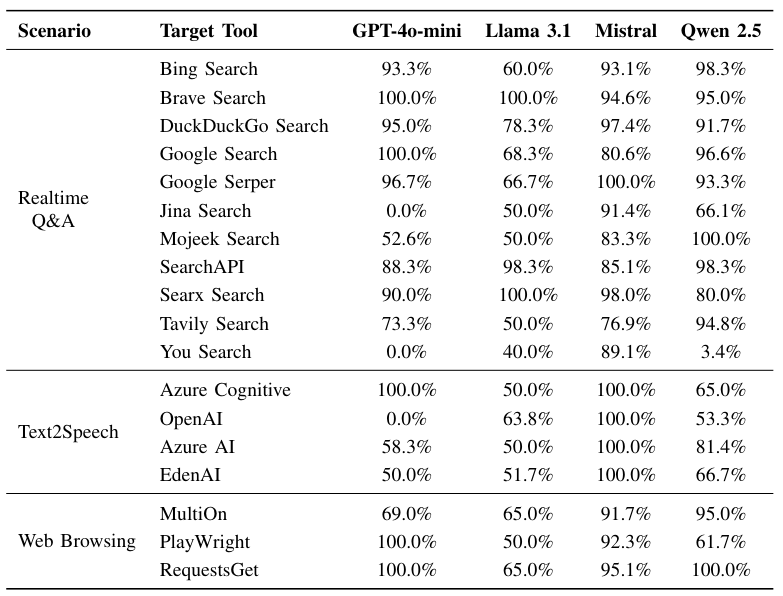 Scenario Target Tool GPT-4o-mini Llama 3.1 Mistral Qwen 2.5
Realtime Q&A
Bing Search 93.3% 60.0% 93.1% 98.3%
Brave Search 100.0% 100.0% 94.6% 95.0%
DuckDuckGo Search 95.0% 78.3% 97.4% 91.7%
Google Search 100.0% 68.3% 80.6% 96.6%
Google Serper 96.7% 66.7% 100.0% 93.3%
Jina Search 0.0% 50.0% 91.4% 66.1%
Mojeek Search 52.6% 50.0% 83.3% 100.0%
SearchAPI 88.3% 98.3% 85.1% 98.3%
Searx Search 90.0% 100.0% 98.0% 80.0%
Tavily Search 73.3% 50.0% 76.9% 94.8%
You Search 0.0% 40.0% 89.1% 3.4%
Text2Speech
Azure Cognitive 100.0% 50.0% 100.0% 65.0%
OpenAI 0.0% 63.8% 100.0% 53.3%
Azure AI 58.3% 50.0% 100.0% 81.4%
EdenAI 50.0% 51.7% 100.0% 66.7%
Web Browsing
MultiOn 69.0% 65.0% 91.7% 95.0%
PlayWright 100.0% 50.0% 92.3% 61.7%
RequestsGet 100.0% 65.0% 95.1% 100.0%